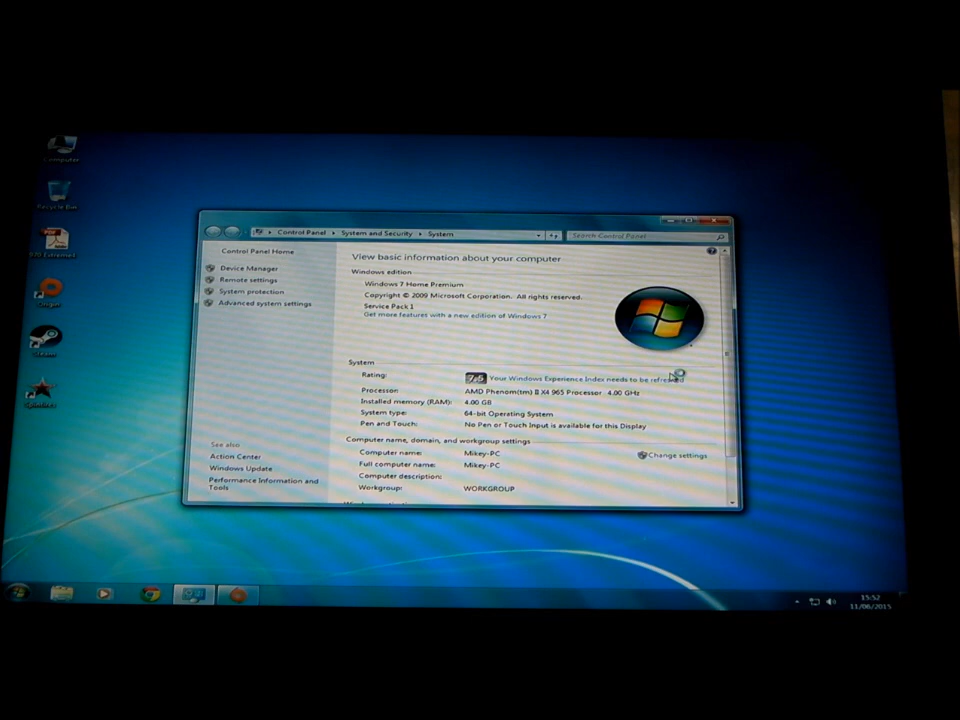 Computer
Recycle Bin
PDF
970 Extreme4
Origin
Steam
Control Panel
System and Security
System
Search Control Panel
Control Panel Home
Device Manager
Remote settings
System protection
Advanced system settings
See also
Action Center
Windows Update
Performance Information and
Tools
View basic information about your computer
Windows edition
Windows 7 Home Premium
Copyright © 2009 Microsoft Corporation. All rights reserved.
Service Pack 1
Get more features with a new edition of Windows 7
System
Rating: 7.5 Your Windows Experience Index needs to be refreshed
Processor: AMD Phenom(tm) II X4 965 Processor 4.00 GHz
Installed memory (RAM): 4.00 GB
System type: 64-bit Operating System
Pen and Touch: No Pen or Touch Input is available for this Display
Computer name, domain, and workgroup settings
Computer name: Mikey-PC
Change settings
Full computer name: Mikey-PC
Computer description:
Workgroup: WORKGROUP
15:52
11/06/2015